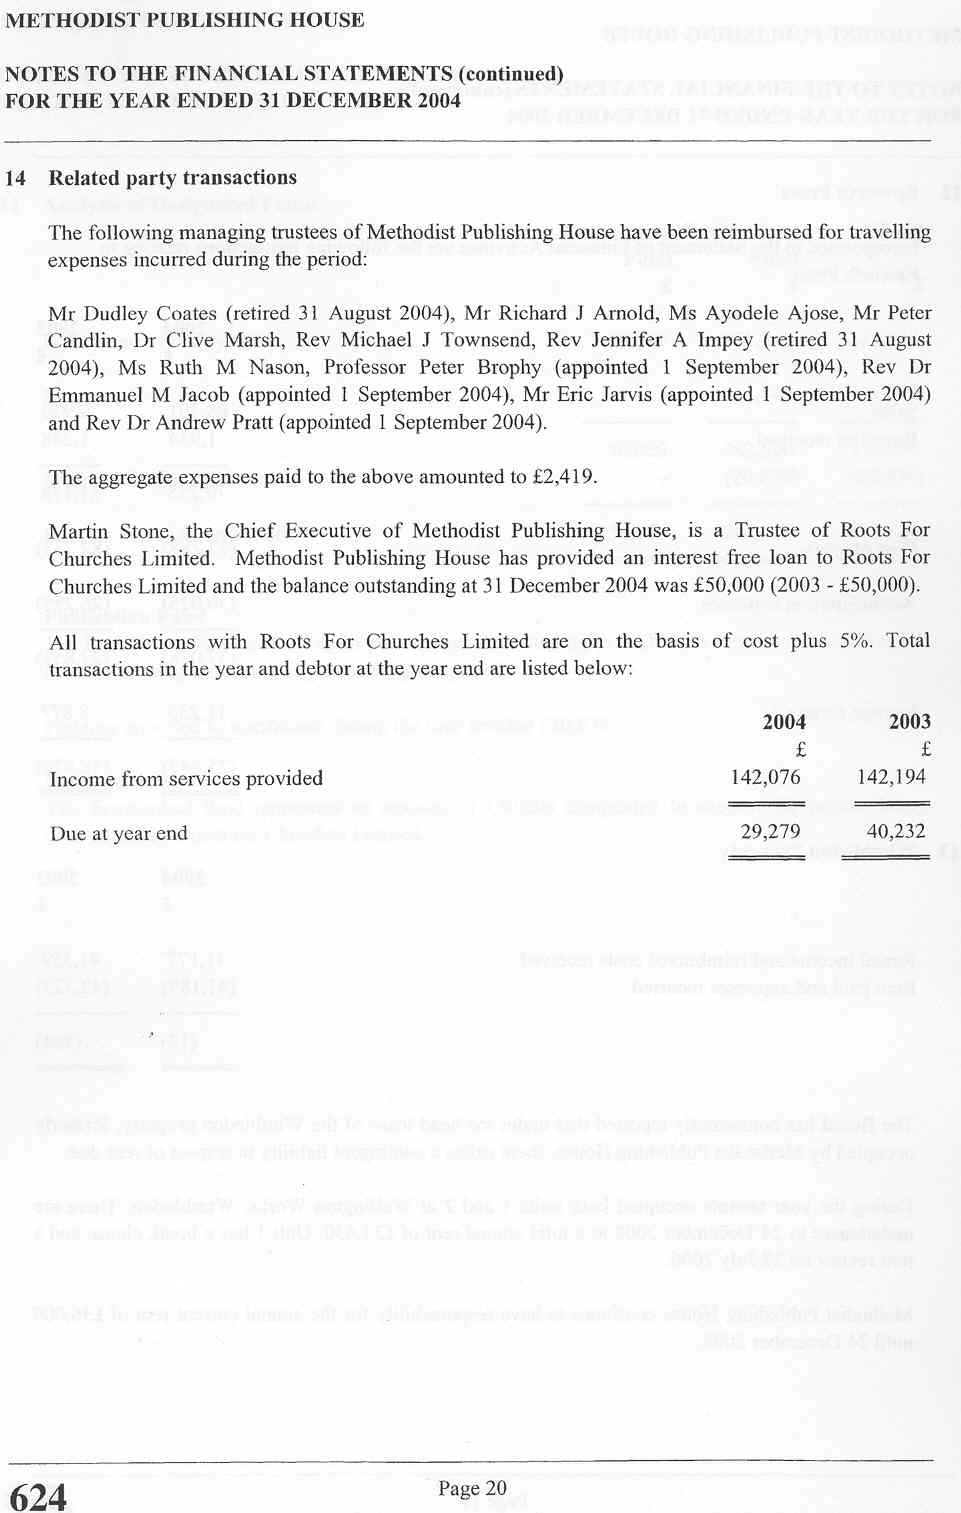 METHODIST PUBLISHING HOUSE
NOTES TO THE FINANCIAL STATEMENTS (continued)
FOR THE YEAR ENDED 31 DECEMBER 2004
14 Related party transactions
The following managing trustees of Methodist Publishing House have been reimbursed for travelling
expenses incurred during the period:
Mr Dudley Coates (retired 31 August 2004), Mr Richard J Arnold, Ms Ayodele Ajose, Mr Peter
Candlin, Dr Clive Marsh, Rev Michael J Townsend, Rev Jennifer A Impey (retired 31 August
2004), Ms Ruth M Nason, Professor Peter Brophy (appointed 1 September 2004), Rev Dr
Emmanuel M Jacob (appointed 1 September 2004), Mr Eric Jarvis (appointed 1 September 2004)
and Rev Dr Andrew Pratt (appointed 1 September 2004).
The aggregate expenses paid to the above amounted to £2,419.
Martin Stone, the Chief Executive of Methodist Publishing House, is a Trustee of Roots For
Churches Limited. Methodist Publishing House has provided an interest free loan to Roots For
Churches Limited and the balance outstanding at 31 December 2004 was £50,000 (2003 - £50,000).
All transactions with Roots For Churches Limited are on the basis of cost plus 5%. Total
transactions in the year and debtor at the year end are listed below:
2004 2003
£ £
Income from services provided 142,076 142,194
Due at year end 29,279 40,232
Page 20
624